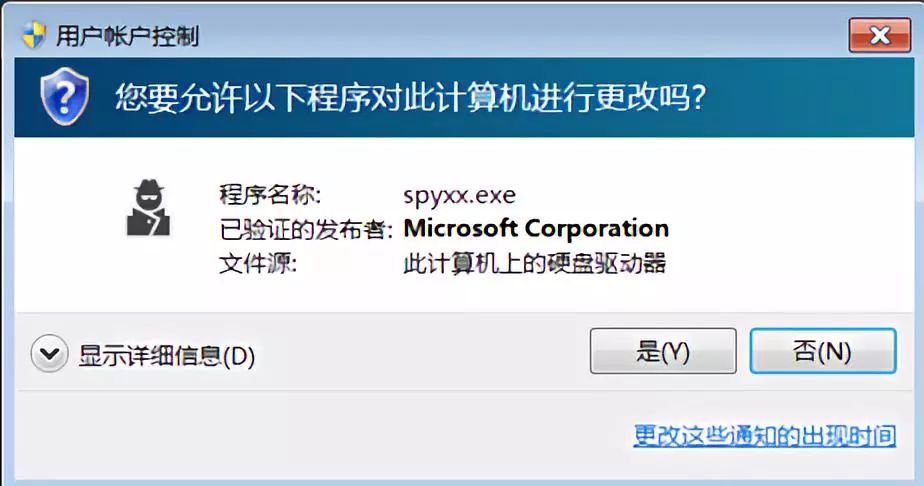 用户帐户控制
您要允许以下程序对此计算机进行更改吗?
程序名称: spyxx.exe
已验证的发布者: Microsoft Corporation
文件源: 此计算机上的硬盘驱动器
显示详细信息(D)
是(Y)
否(N)
更改这些通知的出现时间